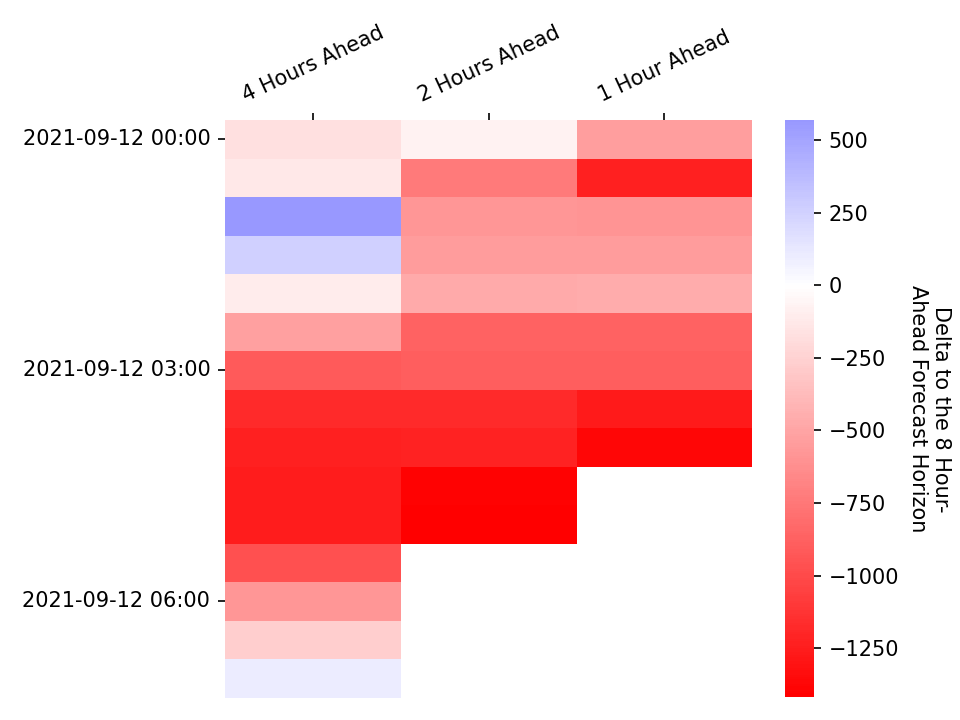 4 Hours Ahead
2 Hours Ahead
1 Hour Ahead
2021-09-12 00:00
2021-09-12 03:00
2021-09-12 06:00
500
250
0
−250
−500
−750
−1000
−1250
Delta to the 8 Hour-
Ahead Forecast Horizon